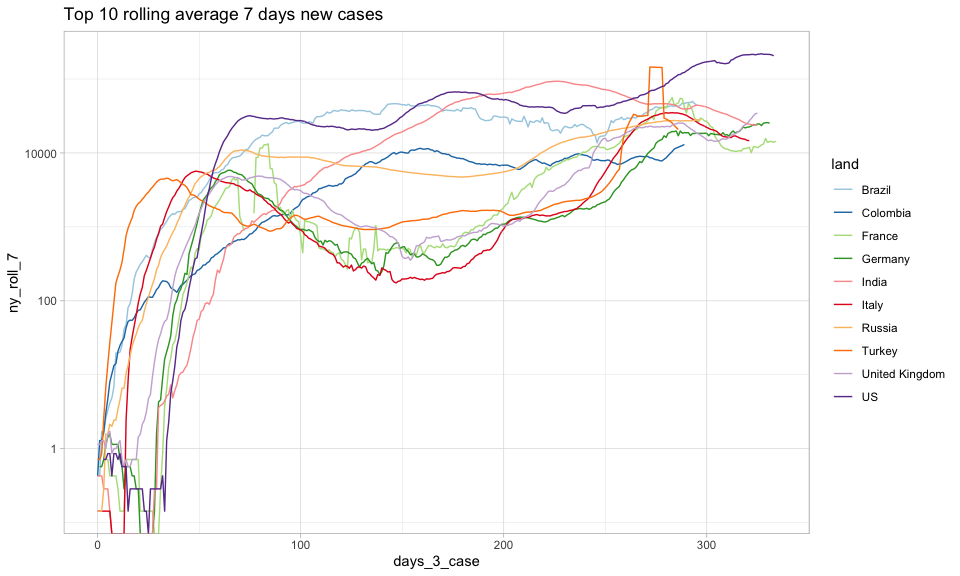 Top 10 rolling average 7 days new cases
10000
100
1
ny_roll_7
0
100
200
300
days_3_case
land
Brazil
Colombia
France
Germany
India
Italy
Russia
Turkey
United Kingdom
US